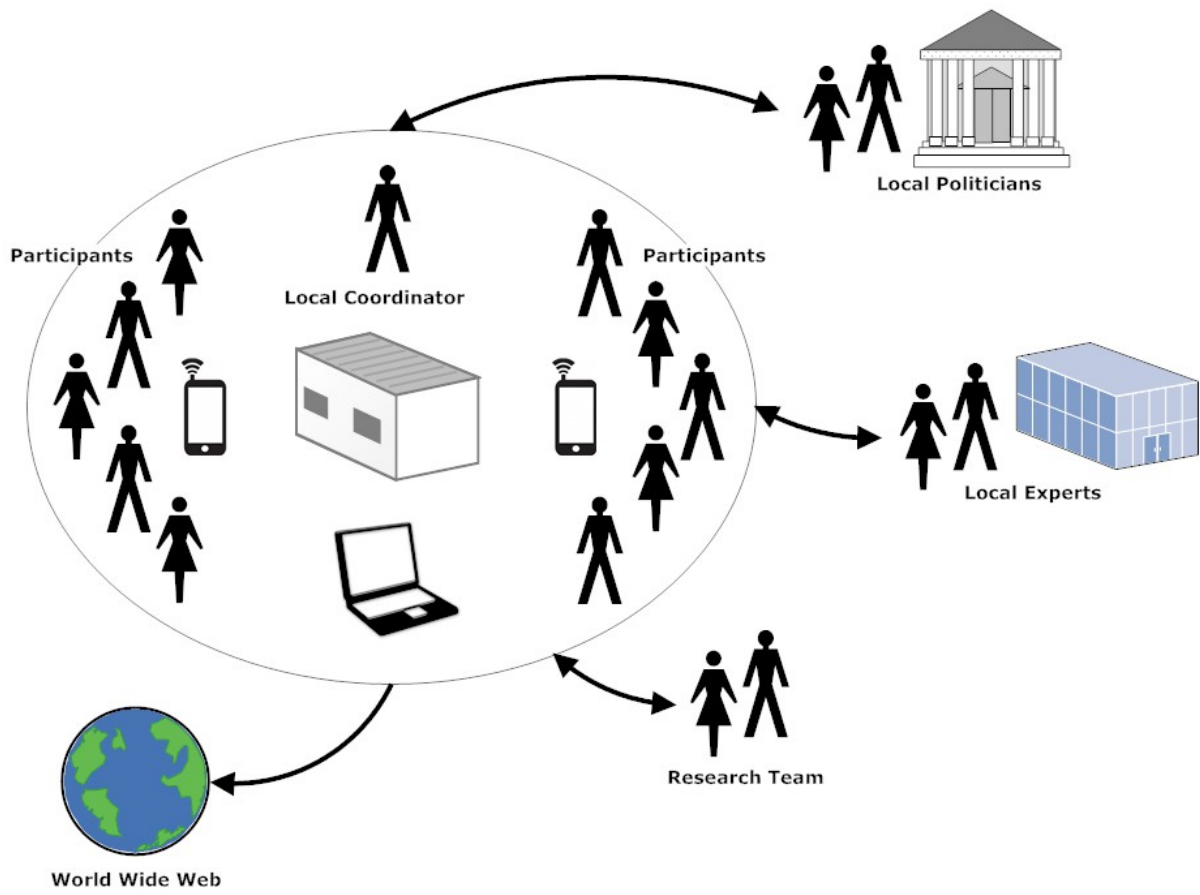 Local Politicians
Participants
Participants
Local Coordinator
Local Experts
Research Team
World Wide Web